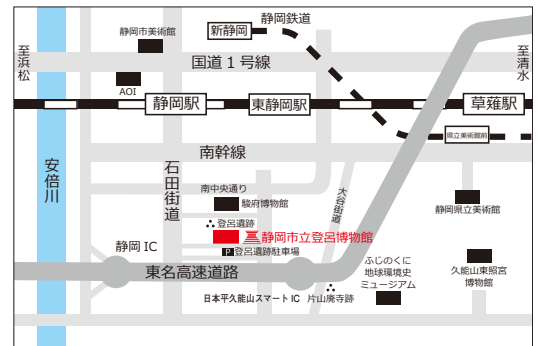 静岡鉄道
新静岡
静岡市美術館
至浜松
至清水
国道1号線
AOI
静岡駅
東静岡駅
草薙駅
県立美術館前
南幹線
安倍川
石田街道
大谷街道
南中央通り
駿府博物館
静岡県立美術館
登呂遺跡
静岡市立登呂博物館
静岡IC
P登呂遺跡駐車場
東名高速道路
ふじのくに
地球環境史
ミュージアム
久能山東照宮
博物館
日本平久能山スマートIC
片山廃寺跡